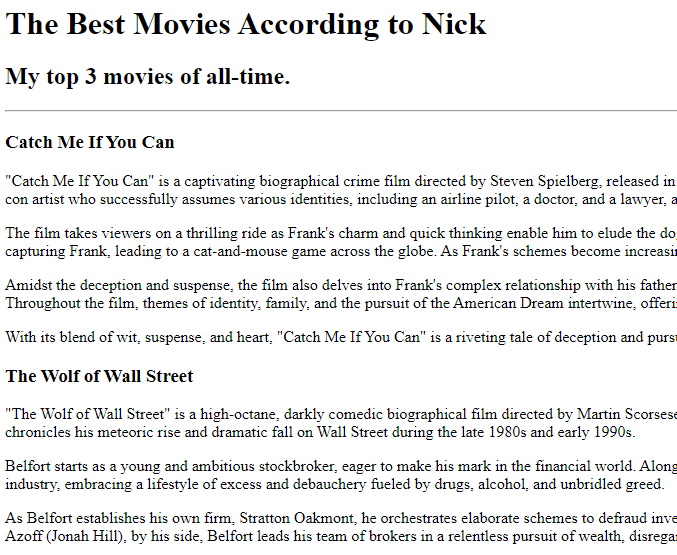 The Best Movies According to Nick
My top 3 movies of all-time.
Catch Me If You Can
"Catch Me If You Can" is a captivating biographical crime film directed by Steven Spielberg, released in
con artist who successfully assumes various identities, including an airline pilot, a doctor, and a lawyer, a
The film takes viewers on a thrilling ride as Frank's charm and quick thinking enable him to elude the
capturing Frank, leading to a cat-and-mouse game across the globe. As Frank's schemes become
Amidst the deception and suspense, the film also delves into Frank's complex relationship with his father
Throughout the film, themes of identity, family, and the pursuit of the American Dream intertwine,
With its blend of wit, suspense, and heart, "Catch Me If You Can" is a riveting tale of deception and
The Wolf of Wall Street
"The Wolf of Wall Street" is a high-octane, darkly comedic biographical film directed by Martin Scorsese
chronicles his meteoric rise and dramatic fall on Wall Street during the late 1980s and early 1990s.
Belfort starts as a young and ambitious stockbroker, eager to make his mark in the financial world.
industry, embracing a lifestyle of excess and debauchery fueled by drugs, alcohol, and unbridled greed.
As Belfort establishes his own firm, Stratton Oakmont, he orchestrates elaborate schemes to defraud
Azoff (Jonah Hill), by his side, Belfort leads his team of brokers in a relentless pursuit of wealth,